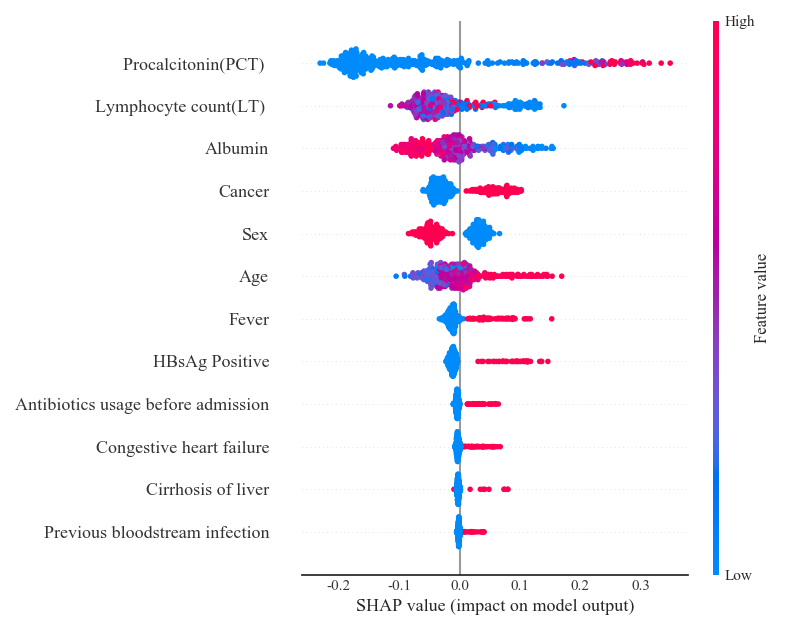 High
Procalcitonin(PCT)
Lymphocyte count(LT)
Albumin
Cancer
Sex
Age
Fever
HBsAg Positive
Antibiotics usage before admission
Congestive heart failure
Cirrhosis of liver
Previous bloodstream infection
Feature value
Low
-0.2 -0.1 0.0 0.1 0.2 0.3
SHAP value (impact on model output)